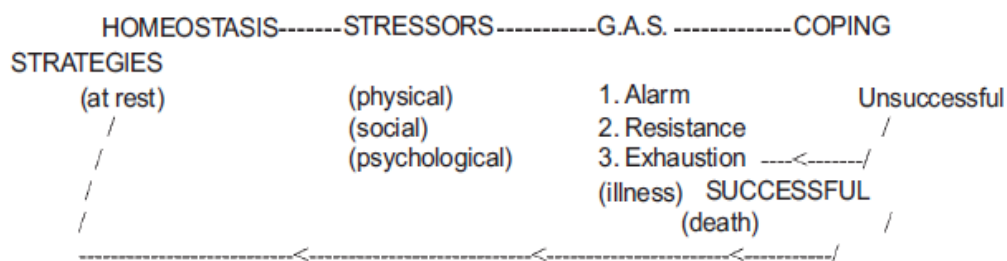 HOMEOSTASIS-------STRESSORS-----------G.A.S. -------------COPING
STRATEGIES
(at rest) (physical) 1. Alarm Unsuccessful
/ (social) 2. Resistance /
/ (psychological) 3. Exhaustion ----<-------/
/ (illness) SUCCESSFUL
/ (death) /
------------------------<---------------------------<-----------------------<----------/